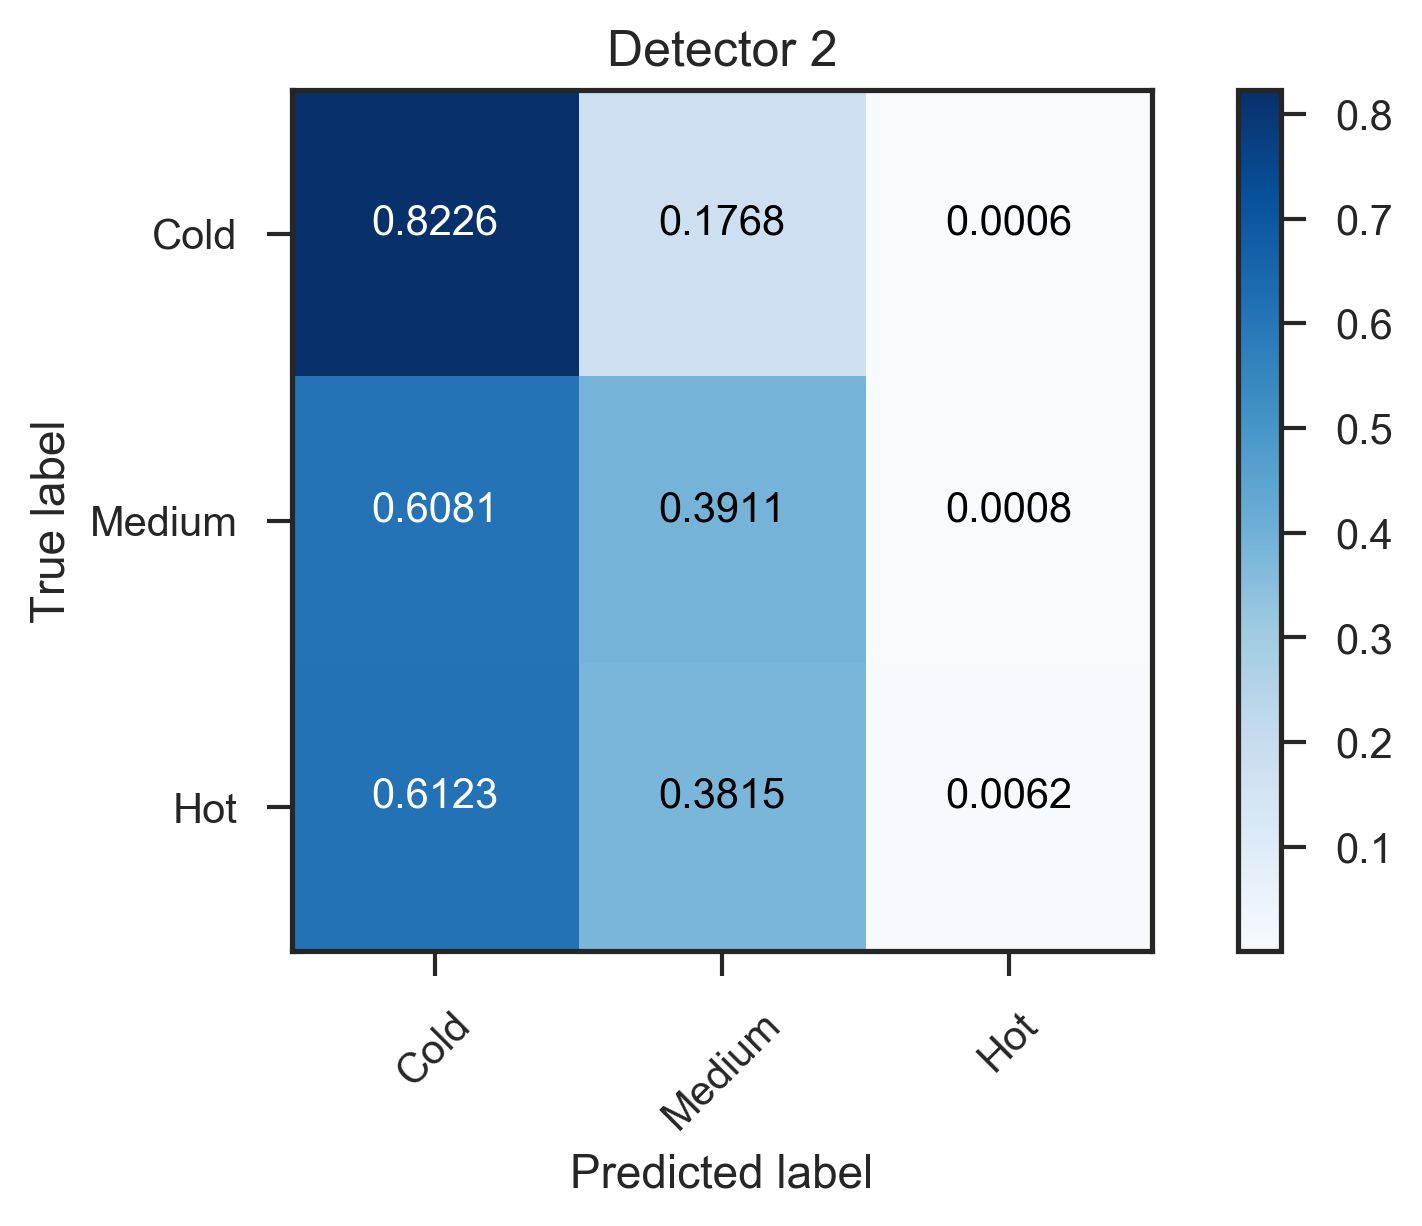 Detector 2
True label
Cold
Medium
Hot
0.8226 0.1768 0.0006
0.6081 0.3911 0.0008
0.6123 0.3815 0.0062
Cold
Medium
Hot
Predicted label
0.8
0.7
0.6
0.5
0.4
0.3
0.2
0.1